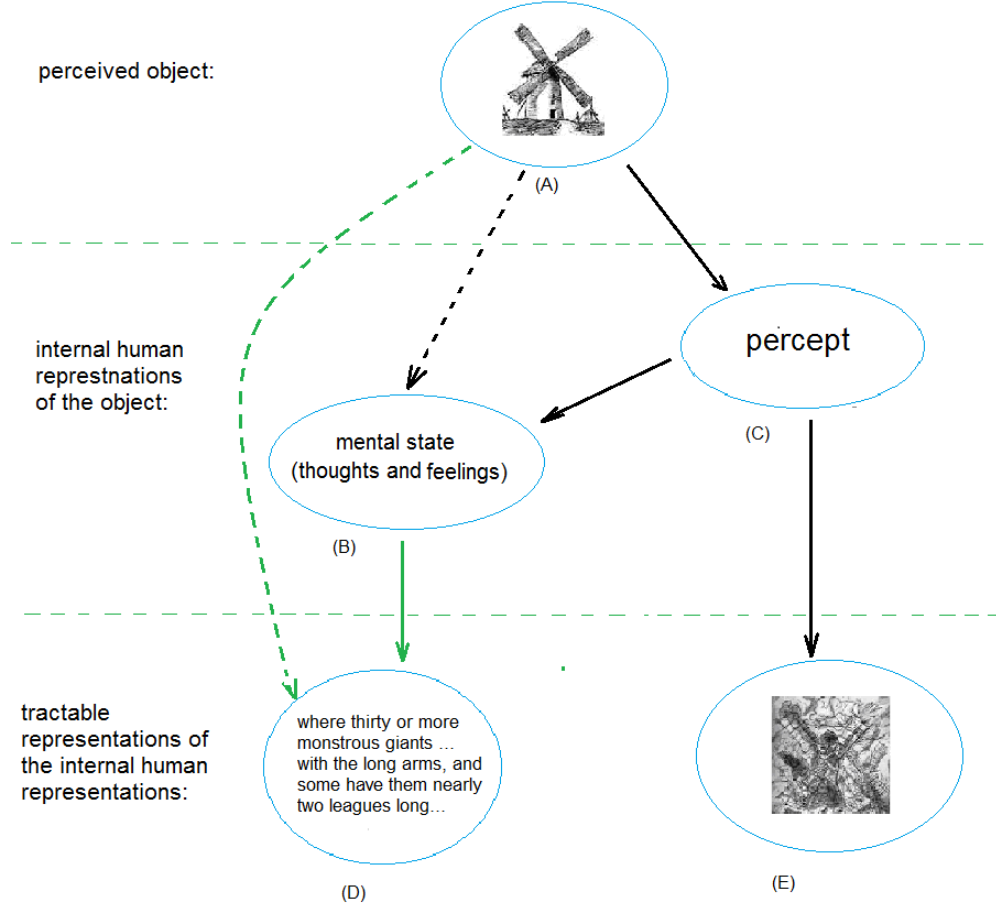 perceived object:
(A)
internal human
represtnations
of the object:
percept
(C)
mental state
(thoughts and feelings)
(B)
tractable
representations of
the internal human
representations:
where thirty or more
monstrous giants ...
with the long arms, and
some have them nearly
two leagues long...
(D)
(E)